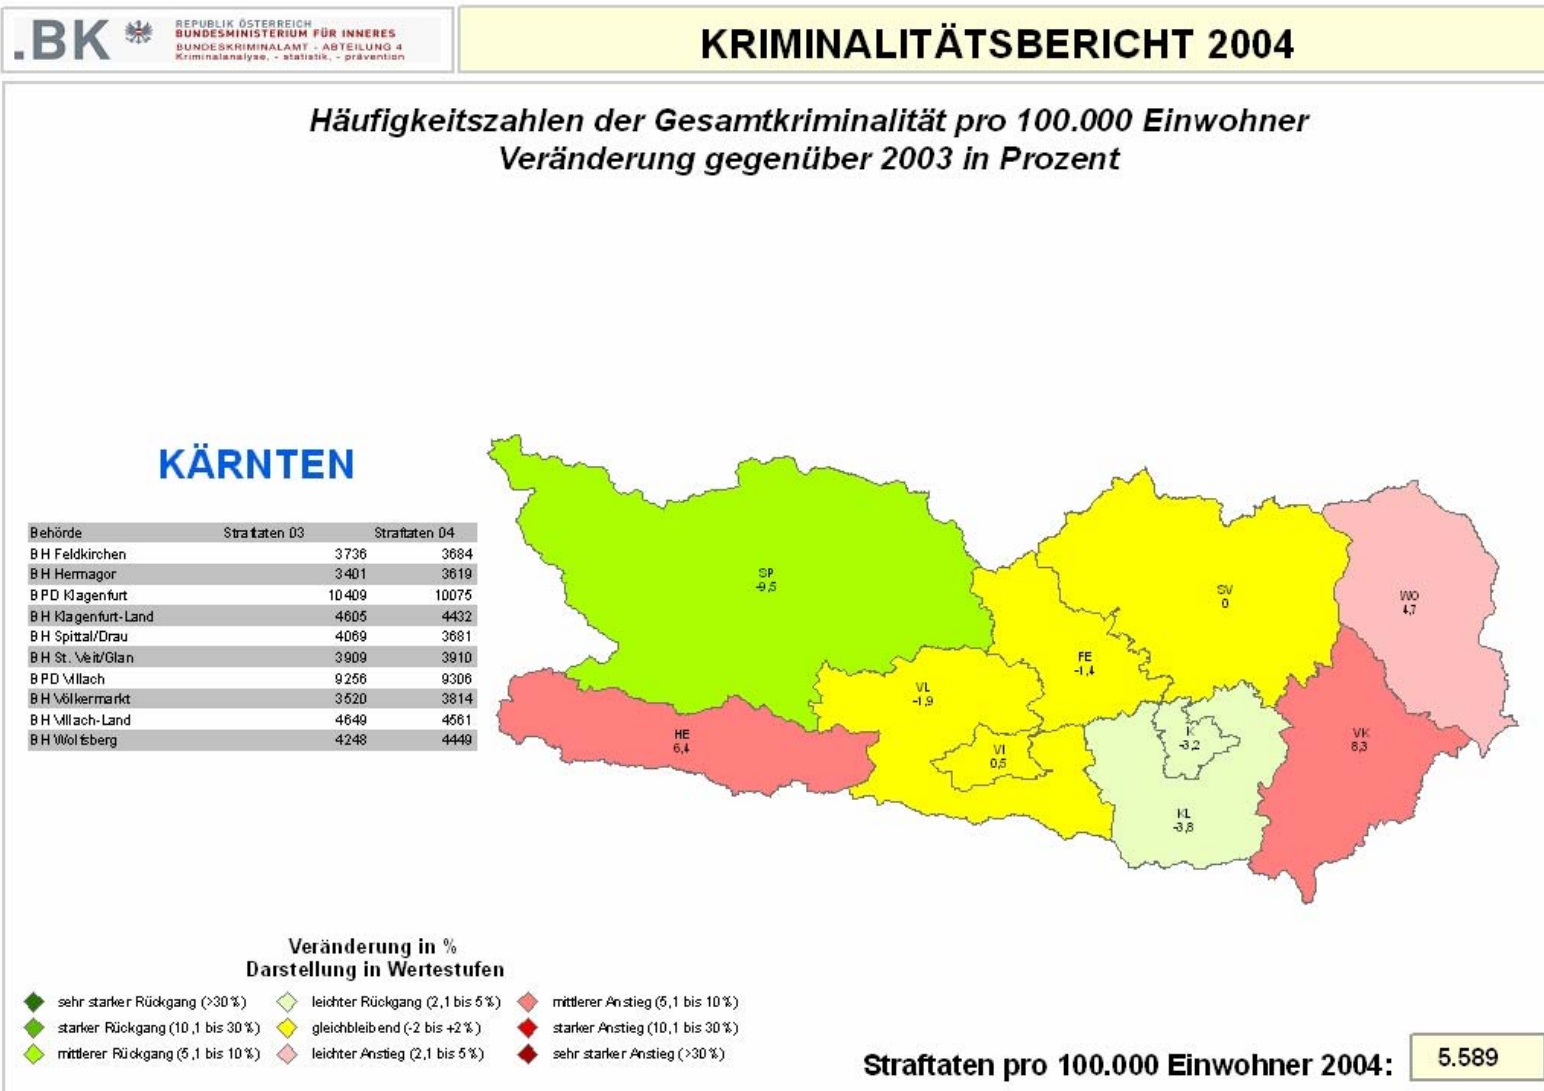 .BK
REPUBLIK ÖSTERREICH
BUNDESMINISTERIUM FÜR INNERES
BUNDESKRIMINALAMT - ABTEILUNG 4
Kriminalanalyse, - statistik, - prävention
KRIMINALITÄTSBERICHT 2004
Häufigkeitszahlen der Gesamtkriminalität pro 100.000 Einwohner
Veränderung gegenüber 2003 in Prozent
KÄRNTEN
Behörde Straftaten 03 Straftaten 04
BH Feldkirchen 3736 3684
BH Hermagor 3401 3619
BPD Klagenfurt 10409 10075
BH Klagenfurt-Land 4605 4432
BH Spittal/Drau 4069 3681
BH St. Veit/Glan 3909 3910
BPD Villach 9256 9306
BH Völkermarkt 3520 3814
BH Villach-Land 4649 4561
BH Wolfsberg 4248 4449
SP
-9,5
SV
0
WO
4,7
FE
-1,4
VL
-1,9
HE
6,4
VI
0,5
K
-3,2
VK
8,3
KL
-3,8
Veränderung in %
Darstellung in Wertestufen
sehr starker Rückgang (>30%) leichter Rückgang (2,1 bis 5%) mittlerer Anstieg (5,1 bis 10%)
starker Rückgang (10,1 bis 30%) gleichbleibend (-2 bis +2%) starker Anstieg (10,1 bis 30%)
mittlerer Rückgang (5,1 bis 10%) leichter Anstieg (2,1 bis 5%) sehr starker Anstieg (>30%)
Straftaten pro 100.000 Einwohner 2004: 5.589